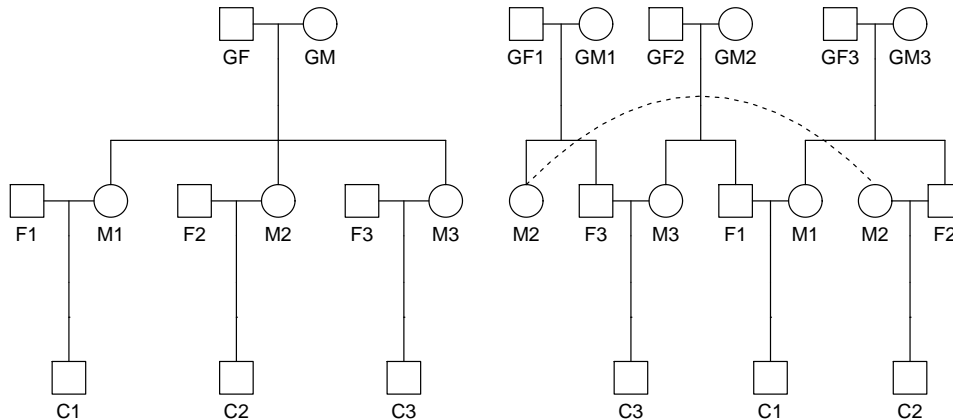 GF GM GF1 GM1 GF2 GM2 GF3 GM3
F1 M1 F2 M2 F3 M3 M2 F3 M3 F1 M1 M2 F2
C1 C2 C3 C3 C1 C2